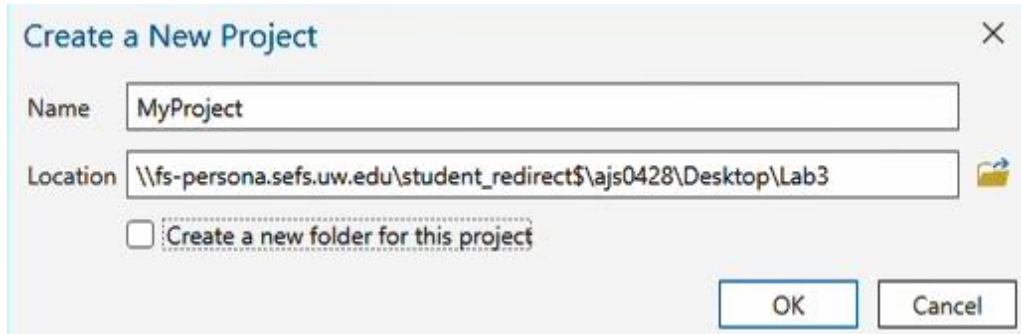 Create a New Project
Name MyProject
Location \\fs-persona.sefs.uw.edu\student_redirect$\ajs0428\Desktop\Lab3
Create a new folder for this project
OK Cancel